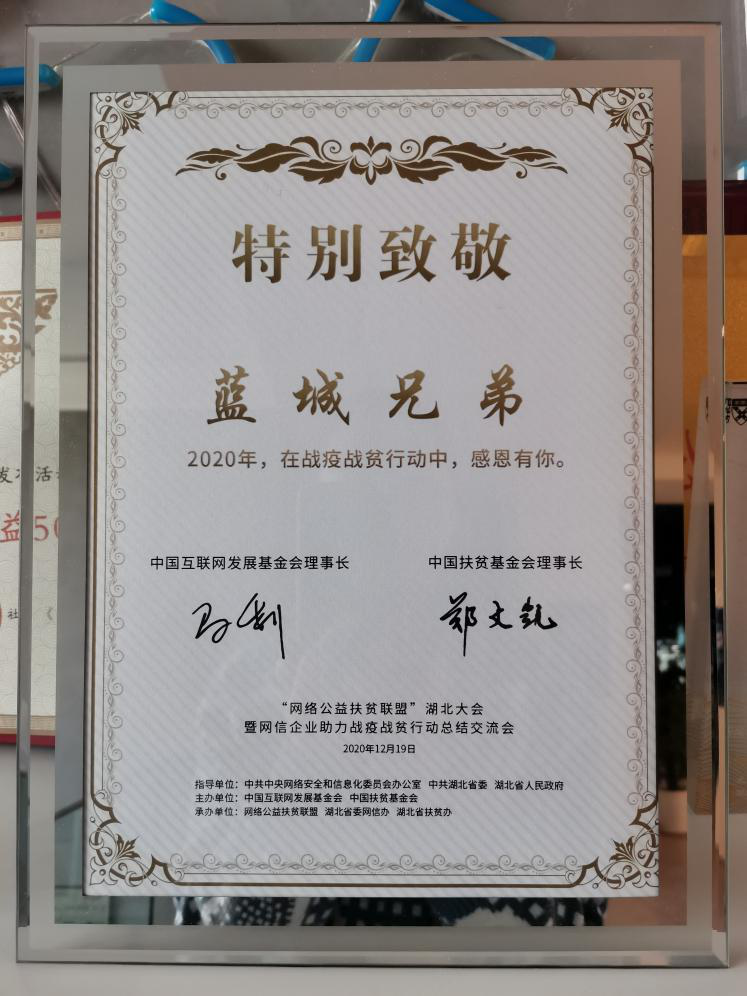 特别致敬
蓝城兄弟
2020年，在战疫战贫行动中，感恩有你。
中国互联网发展基金会理事长 中国扶贫基金会理事长
郑文凯
“网络公益扶贫联盟”湖北大会
暨网信企业助力战疫战贫行动总结交流会
2020年12月19日
指导单位：中共中央网络安全和信息化委员会办公室 中共湖北省委 湖北省人民政府
主办单位：中国互联网发展基金会 中国扶贫基金会
承办单位：网络公益扶贫联盟 湖北省委网信办 湖北省扶贫办
益50